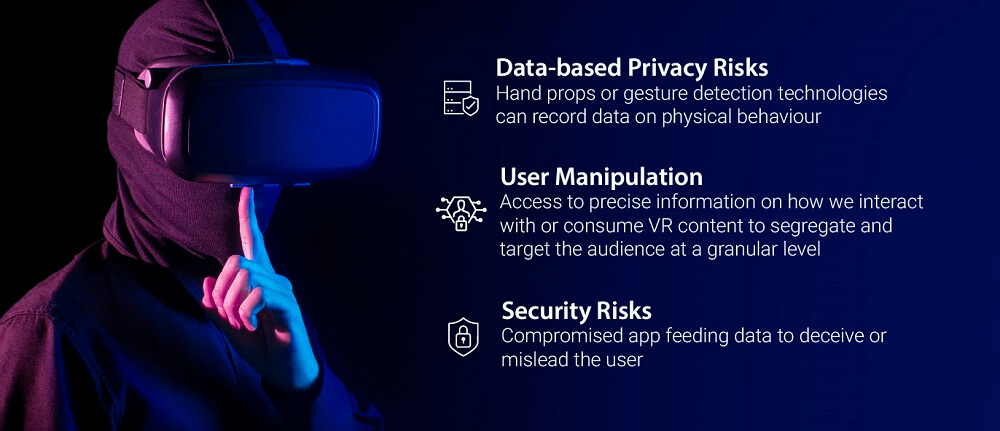 Data-based Privacy Risks
Hand props or gesture detection technologies
can record data on physical behaviour
User Manipulation
Access to precise information on how we interact
with or consume VR content to segregate and
target the audience at a granular level
Security Risks
Compromised app feeding data to deceive or
mislead the user